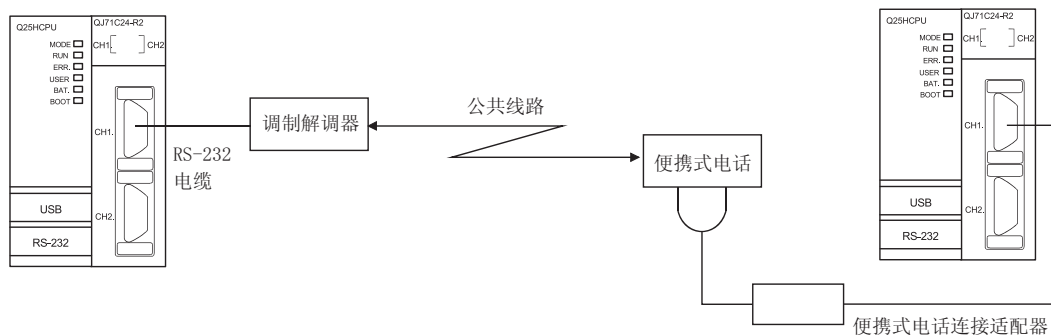 Q25HCPU
QJ71C24-R2
MODE
RUN
ERR.
USER
BAT.
BOOT
CH1.
CH2
CH1.
CH2.
USB
RS-232
RS-232
电缆
调制解调器
公共线路
便携式电话
便携式电话连接适配器
Q25HCPU
QJ71C24-R2
MODE
RUN
ERR.
USER
BAT.
BOOT
CH1.
CH2
CH1.
CH2.
USB
RS-232